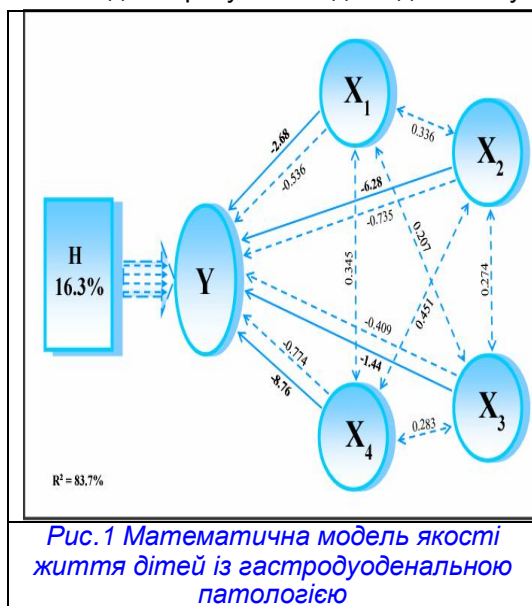 X₁
-2.68
-0.536
0.336
X₂
-6.28
-0.735
H
16.3%
Y
0.345
0.207
0.451
0.274
-0.409
-1.44
-0.774
-8.76
X₃
0.283
X₄
R² = 83.7%
Рис.1 Математична модель якості
життя дітей із гастродуоденальною
патологією